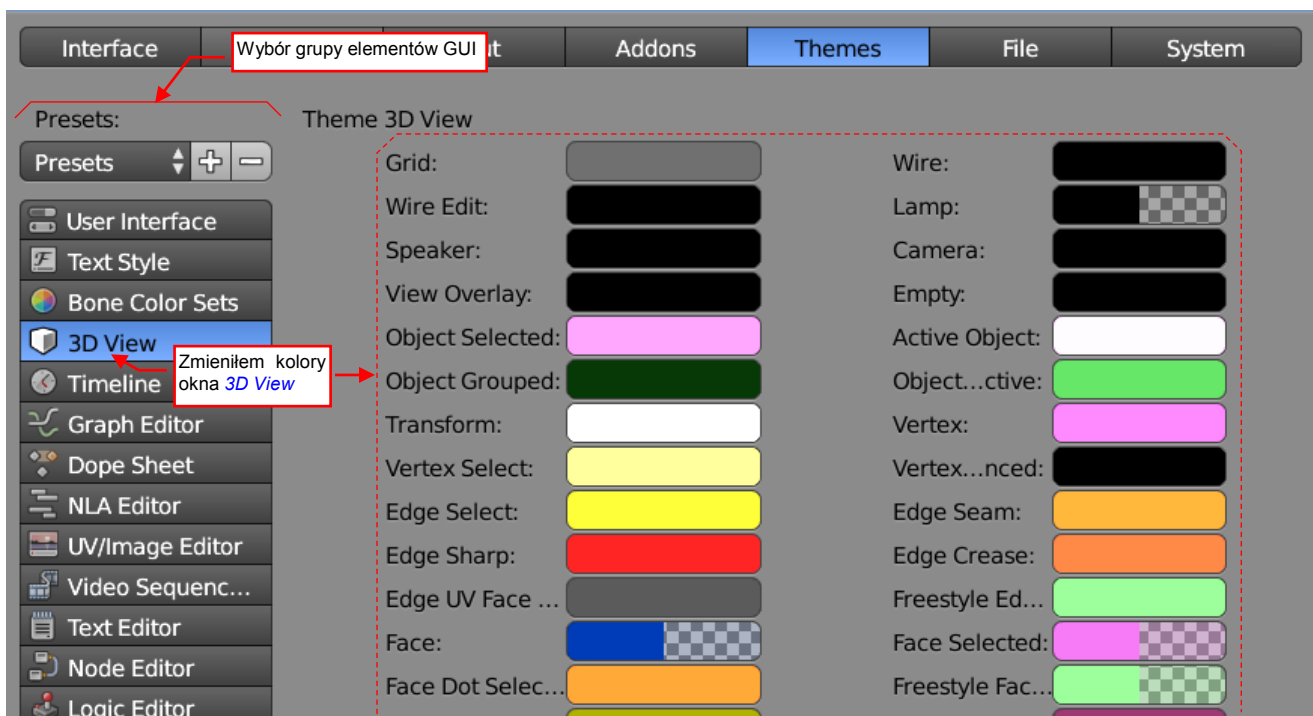 Interface
Wybór grupy elementów GUI
ut
Addons
Themes
File
System
Presets:
Theme 3D View
Presets
User Interface
Text Style
Bone Color Sets
3D View
Timeline
Graph Editor
Dope Sheet
NLA Editor
UV/Image Editor
Video Sequenc...
Text Editor
Node Editor
Logic Editor
Zmieniłem kolory
okna 3D View
Grid:
Wire:
Wire Edit:
Lamp:
Speaker:
Camera:
View Overlay:
Empty:
Object Selected:
Active Object:
Object Grouped:
Object...ctive:
Transform:
Vertex:
Vertex Select:
Vertex...nced:
Edge Select:
Edge Seam:
Edge Sharp:
Edge Crease:
Edge UV Face ...
Freestyle Ed...
Face:
Face Selected:
Face Dot Selec...
Freestyle Fac...